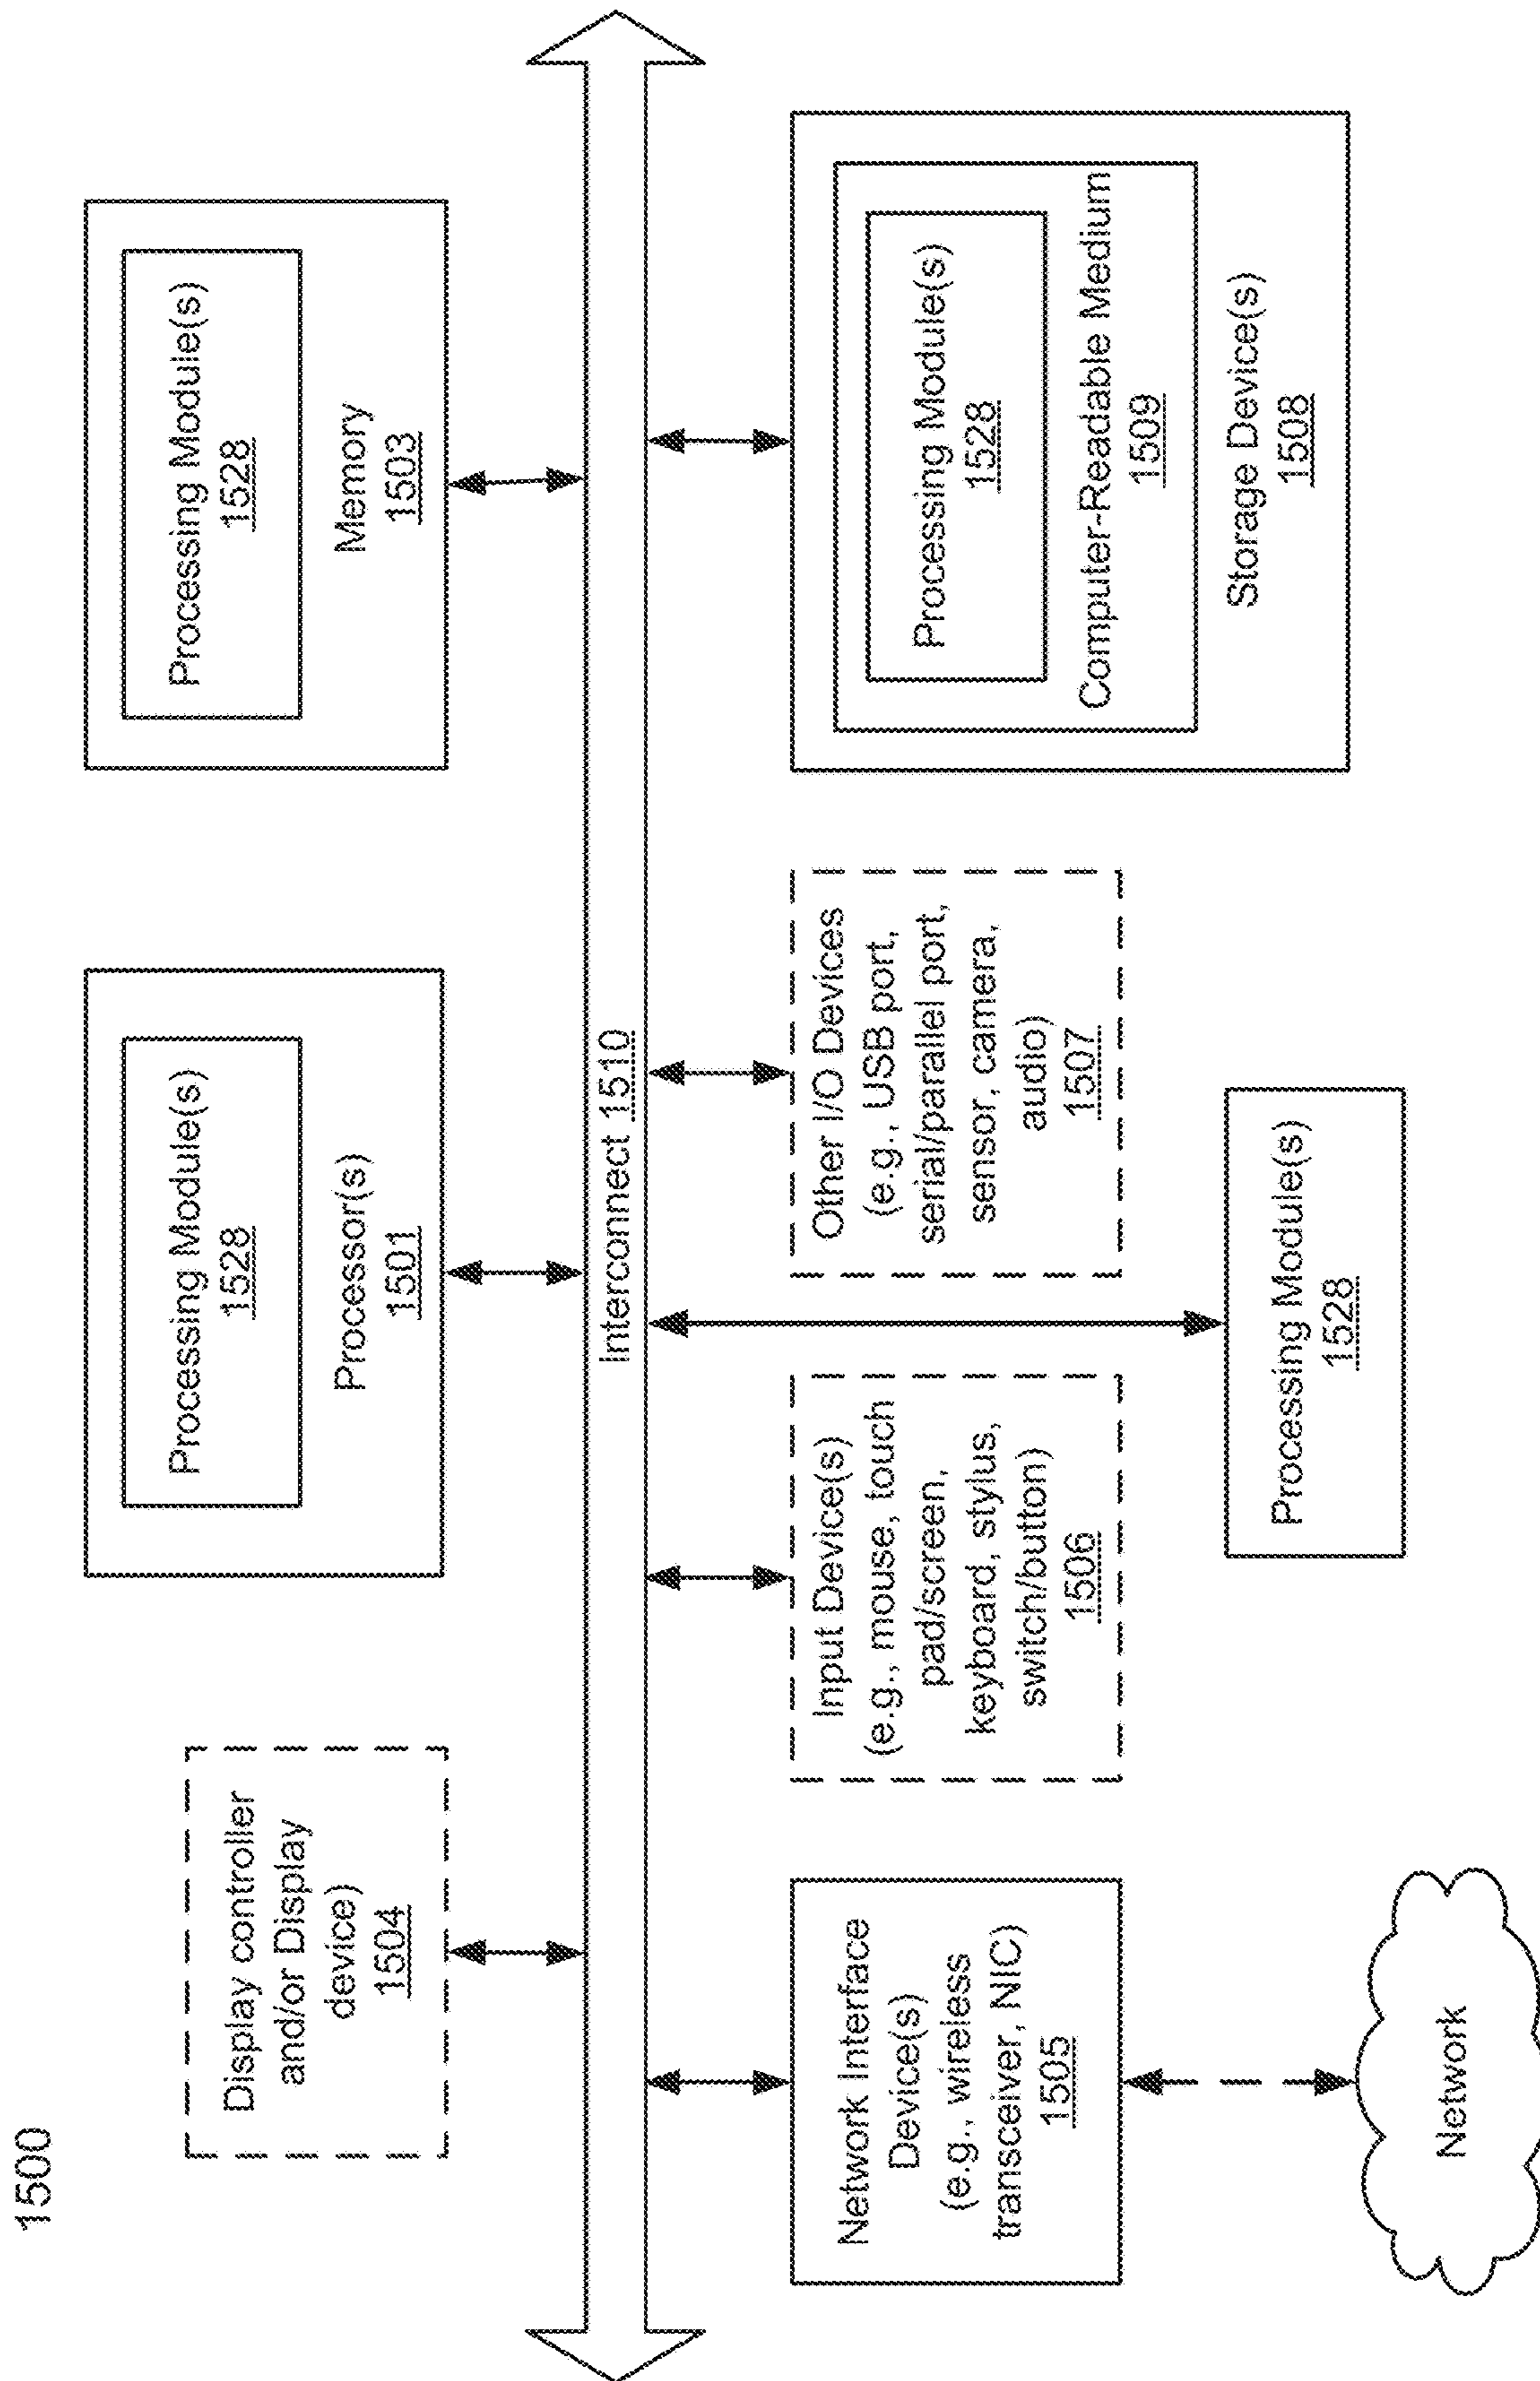 1500
Display controller
and/or Display
device)
1504
Processing Module(s)
1528
Processor(s)
1501
Processing Module(s)
1528
Memory
1503
Interconnect 1510
Network Interface
Device(s)
(e.g., wireless
transceiver, NIC)
1505
Input Device(s)
(e.g., mouse, touch
pad/screen,
keyboard, stylus,
switch/button)
1506
Other I/O Devices
(e.g., USB port,
serial/parallel port,
sensor, camera,
audio)
1507
Processing Module(s)
1528
Computer-Readable Medium
1509
Storage Device(s)
1508
Processing Module(s)
1528
Network